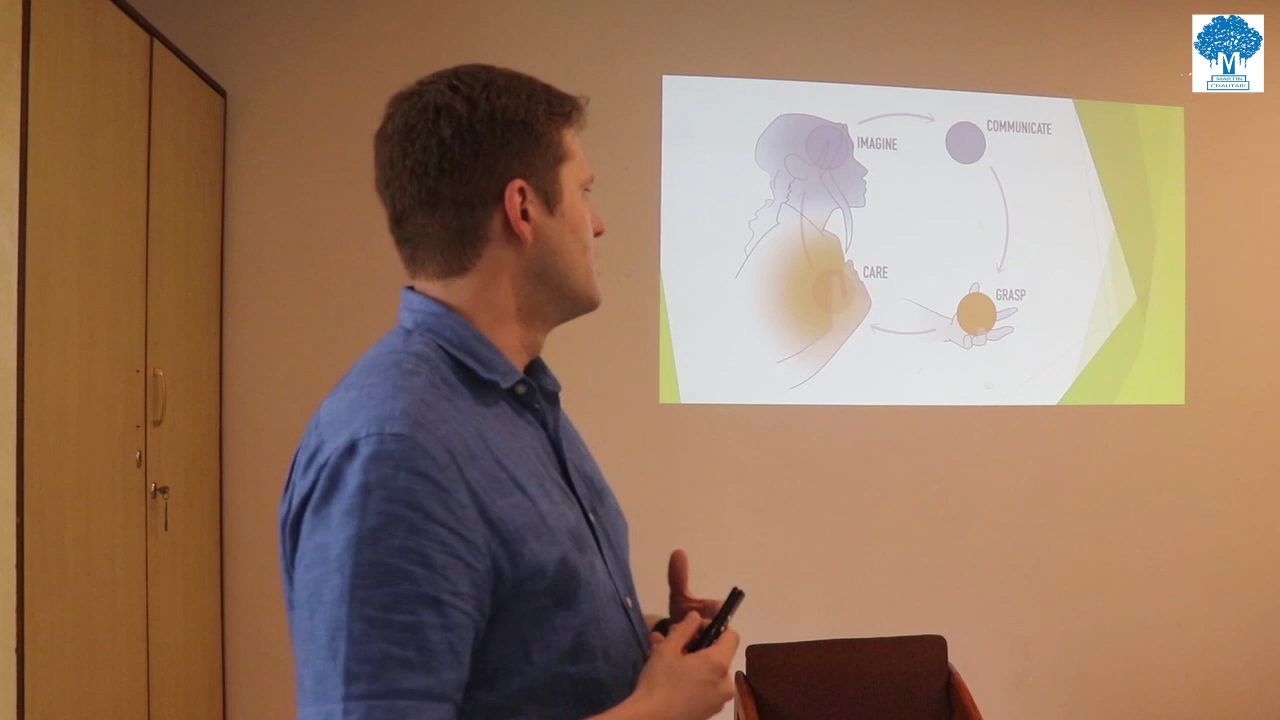 M
MARTIN
CHAUTARI
IMAGINE
COMMUNICATE
CARE
GRASP